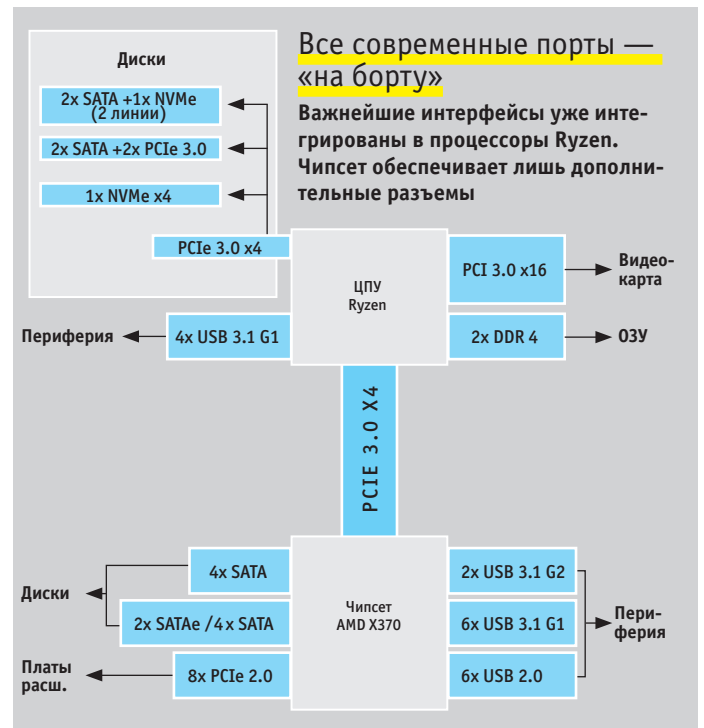 Все современные порты —
«на борту»
Важнейшие интерфейсы уже инте-
грированы в процессоры Ryzen.
Чипсет обеспечивает лишь дополни-
тельные разъемы
Диски
2x SATA +1x NVMe
(2 линии)
2x SATA +2x PCIe 3.0
1x NVMe x4
PCIe 3.0 x4
ЦПУ
Ryzen
PCI 3.0 x16
Видео-
карта
Периферия
4x USB 3.1 G1
2x DDR 4
ОЗУ
PCIE 3.0 X4
Диски
4x SATA
2x SATAe /4x SATA
Платы
расш.
8x PCIe 2.0
Чипсет
AMD X370
2x USB 3.1 G2
6x USB 3.1 G1
6x USB 2.0
Пери-
ферия